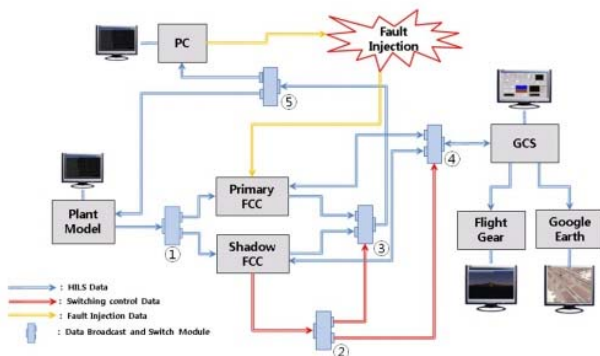 PC
Fault
Injection
⑤
④
GCS
Plant
Model
①
Primary
FCC
Shadow
FCC
③
Flight
Gear
Google
Earth
②
: HILS Data
: Switching control Data
: Fault Injection Data
: Data Broadcast and Switch Module